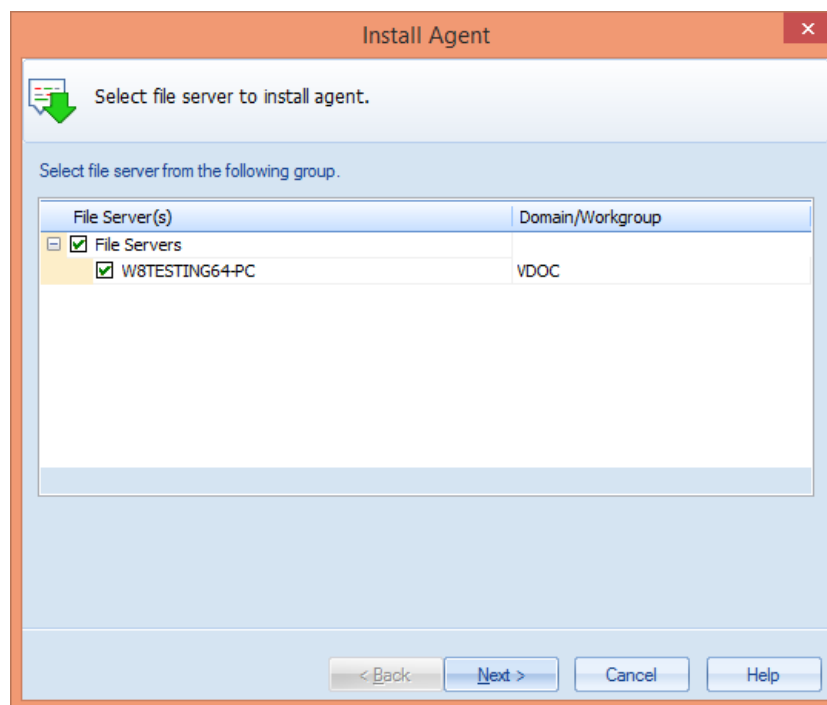 Install Agent
Select file server to install agent.
Select file server from the following group.
File Server(s) Domain/Workgroup
File Servers
W8TESTING64-PC VDOC
< Back Next > Cancel Help